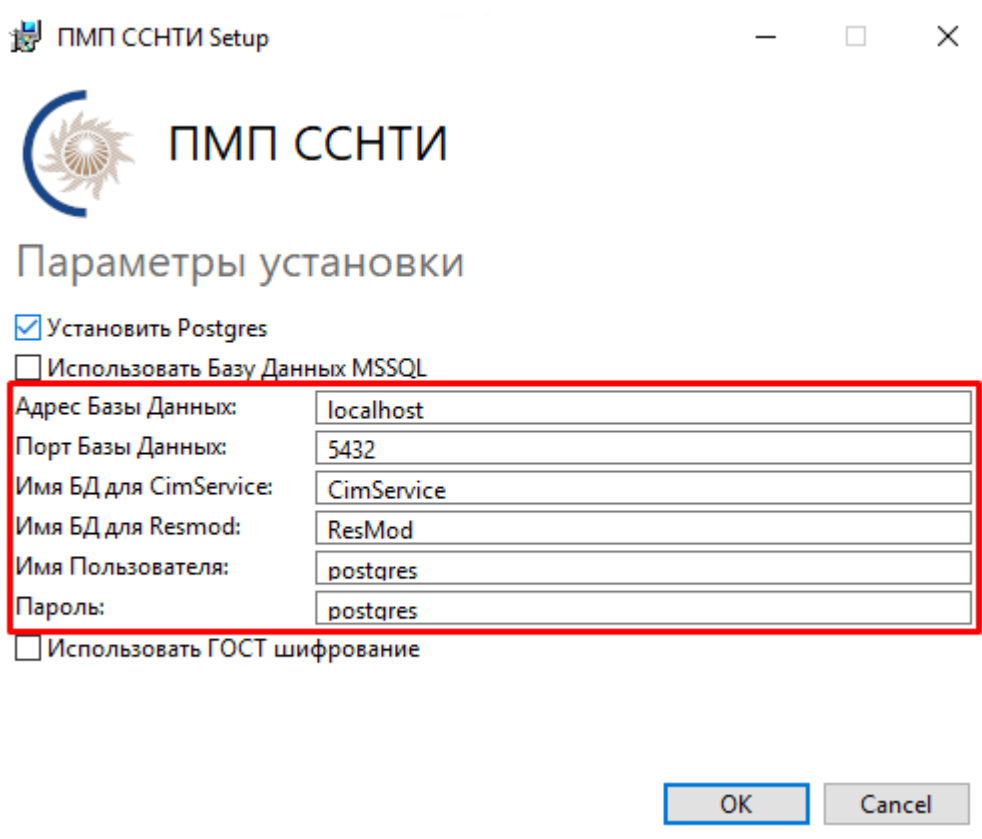 ПМП ССНТИ Setup
ПМП ССНТИ
Параметры установки
Установить Postgres
Использовать Базу Данных MSSQL
Адрес Базы Данных: localhost
Порт Базы Данных: 5432
Имя БД для CimService: CimService
Имя БД для Resmod: ResMod
Имя Пользователя: postgres
Пароль: postgres
Использовать ГОСТ шифрование
OK Cancel